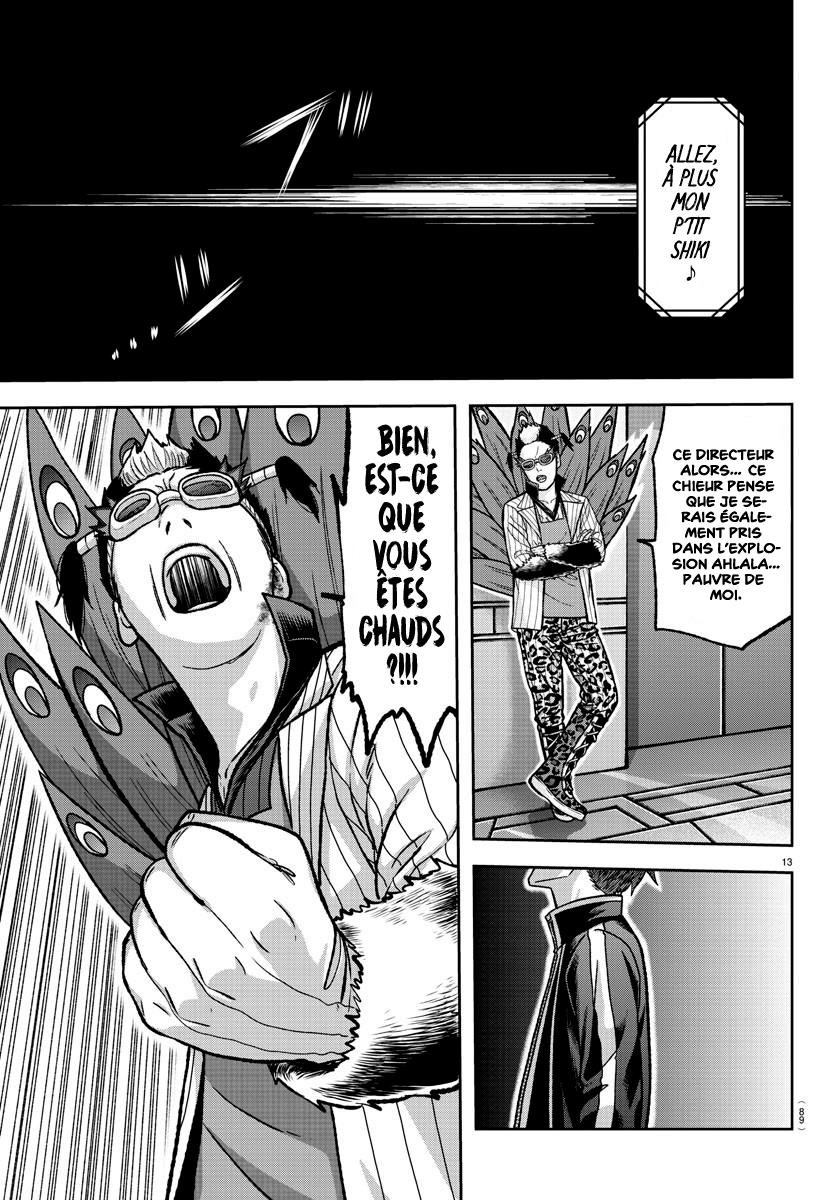 ALLEZ,
À PLUS
MON
P'TIT
SHIKI
♪
CE DIRECTEUR
ALORS... CE
CHIEUR PENSE
QUE JE SE-
RAIS ÉGALE-
MENT PRIS
DANS L'EXPLO-
SION AHLALA...
PAUVRE DE
MOI.
BIEN,
EST-CE
QUE
VOUS
ÊTES
CHAUDS
?!!!
13
(89)